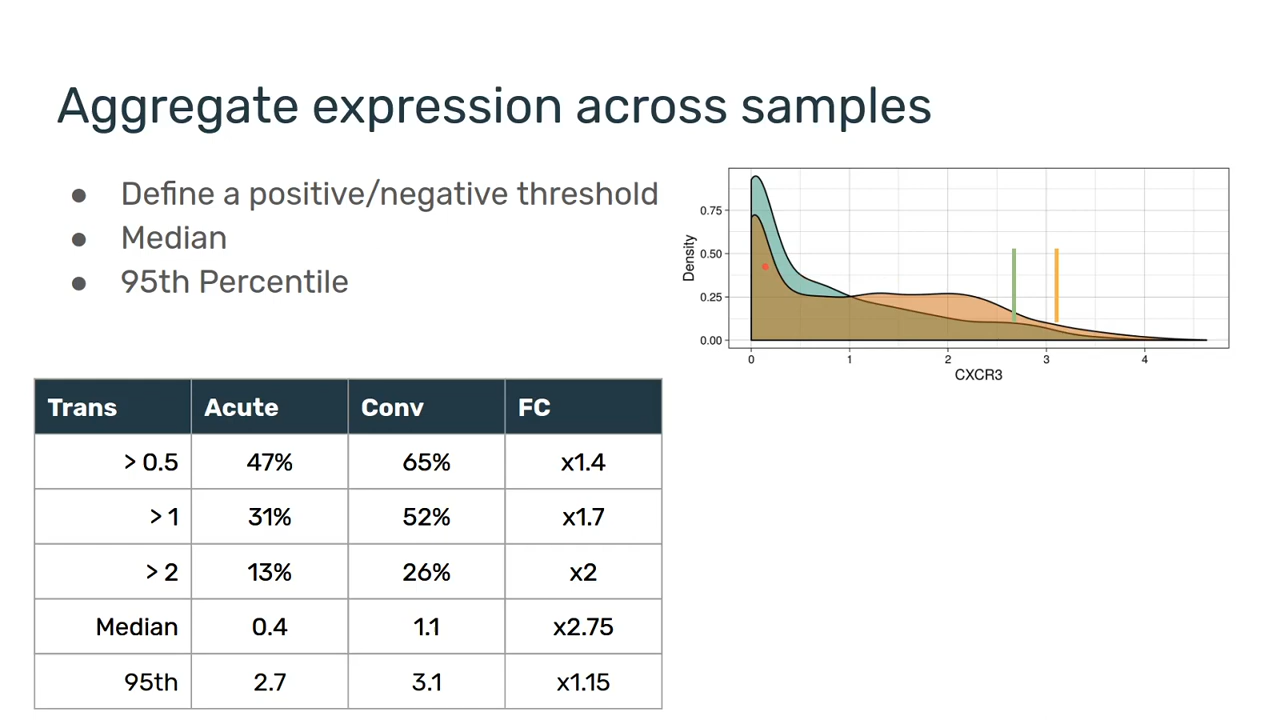 Aggregate expression across samples
● Define a positive/negative threshold
● Median
● 95th Percentile
Density
0.75
0.50
0.25
0.00
0 1 2 3 4
CXCR3
Trans Acute Conv FC
> 0.5 47% 65% x1.4
> 1 31% 52% x1.7
> 2 13% 26% x2
Median 0.4 1.1 x2.75
95th 2.7 3.1 x1.15